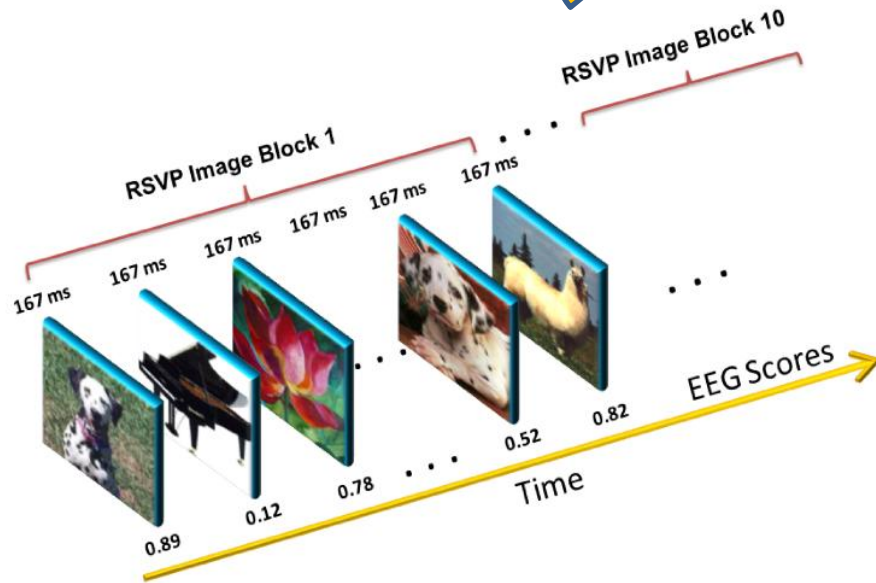 RSVP Image Block 10
RSVP Image Block 1
167 ms
167 ms
167 ms
167 ms
167 ms
167 ms
. . .
. . .
. . .
. . .
0.89
0.12
0.78
0.52
0.82
EEG Scores
Time